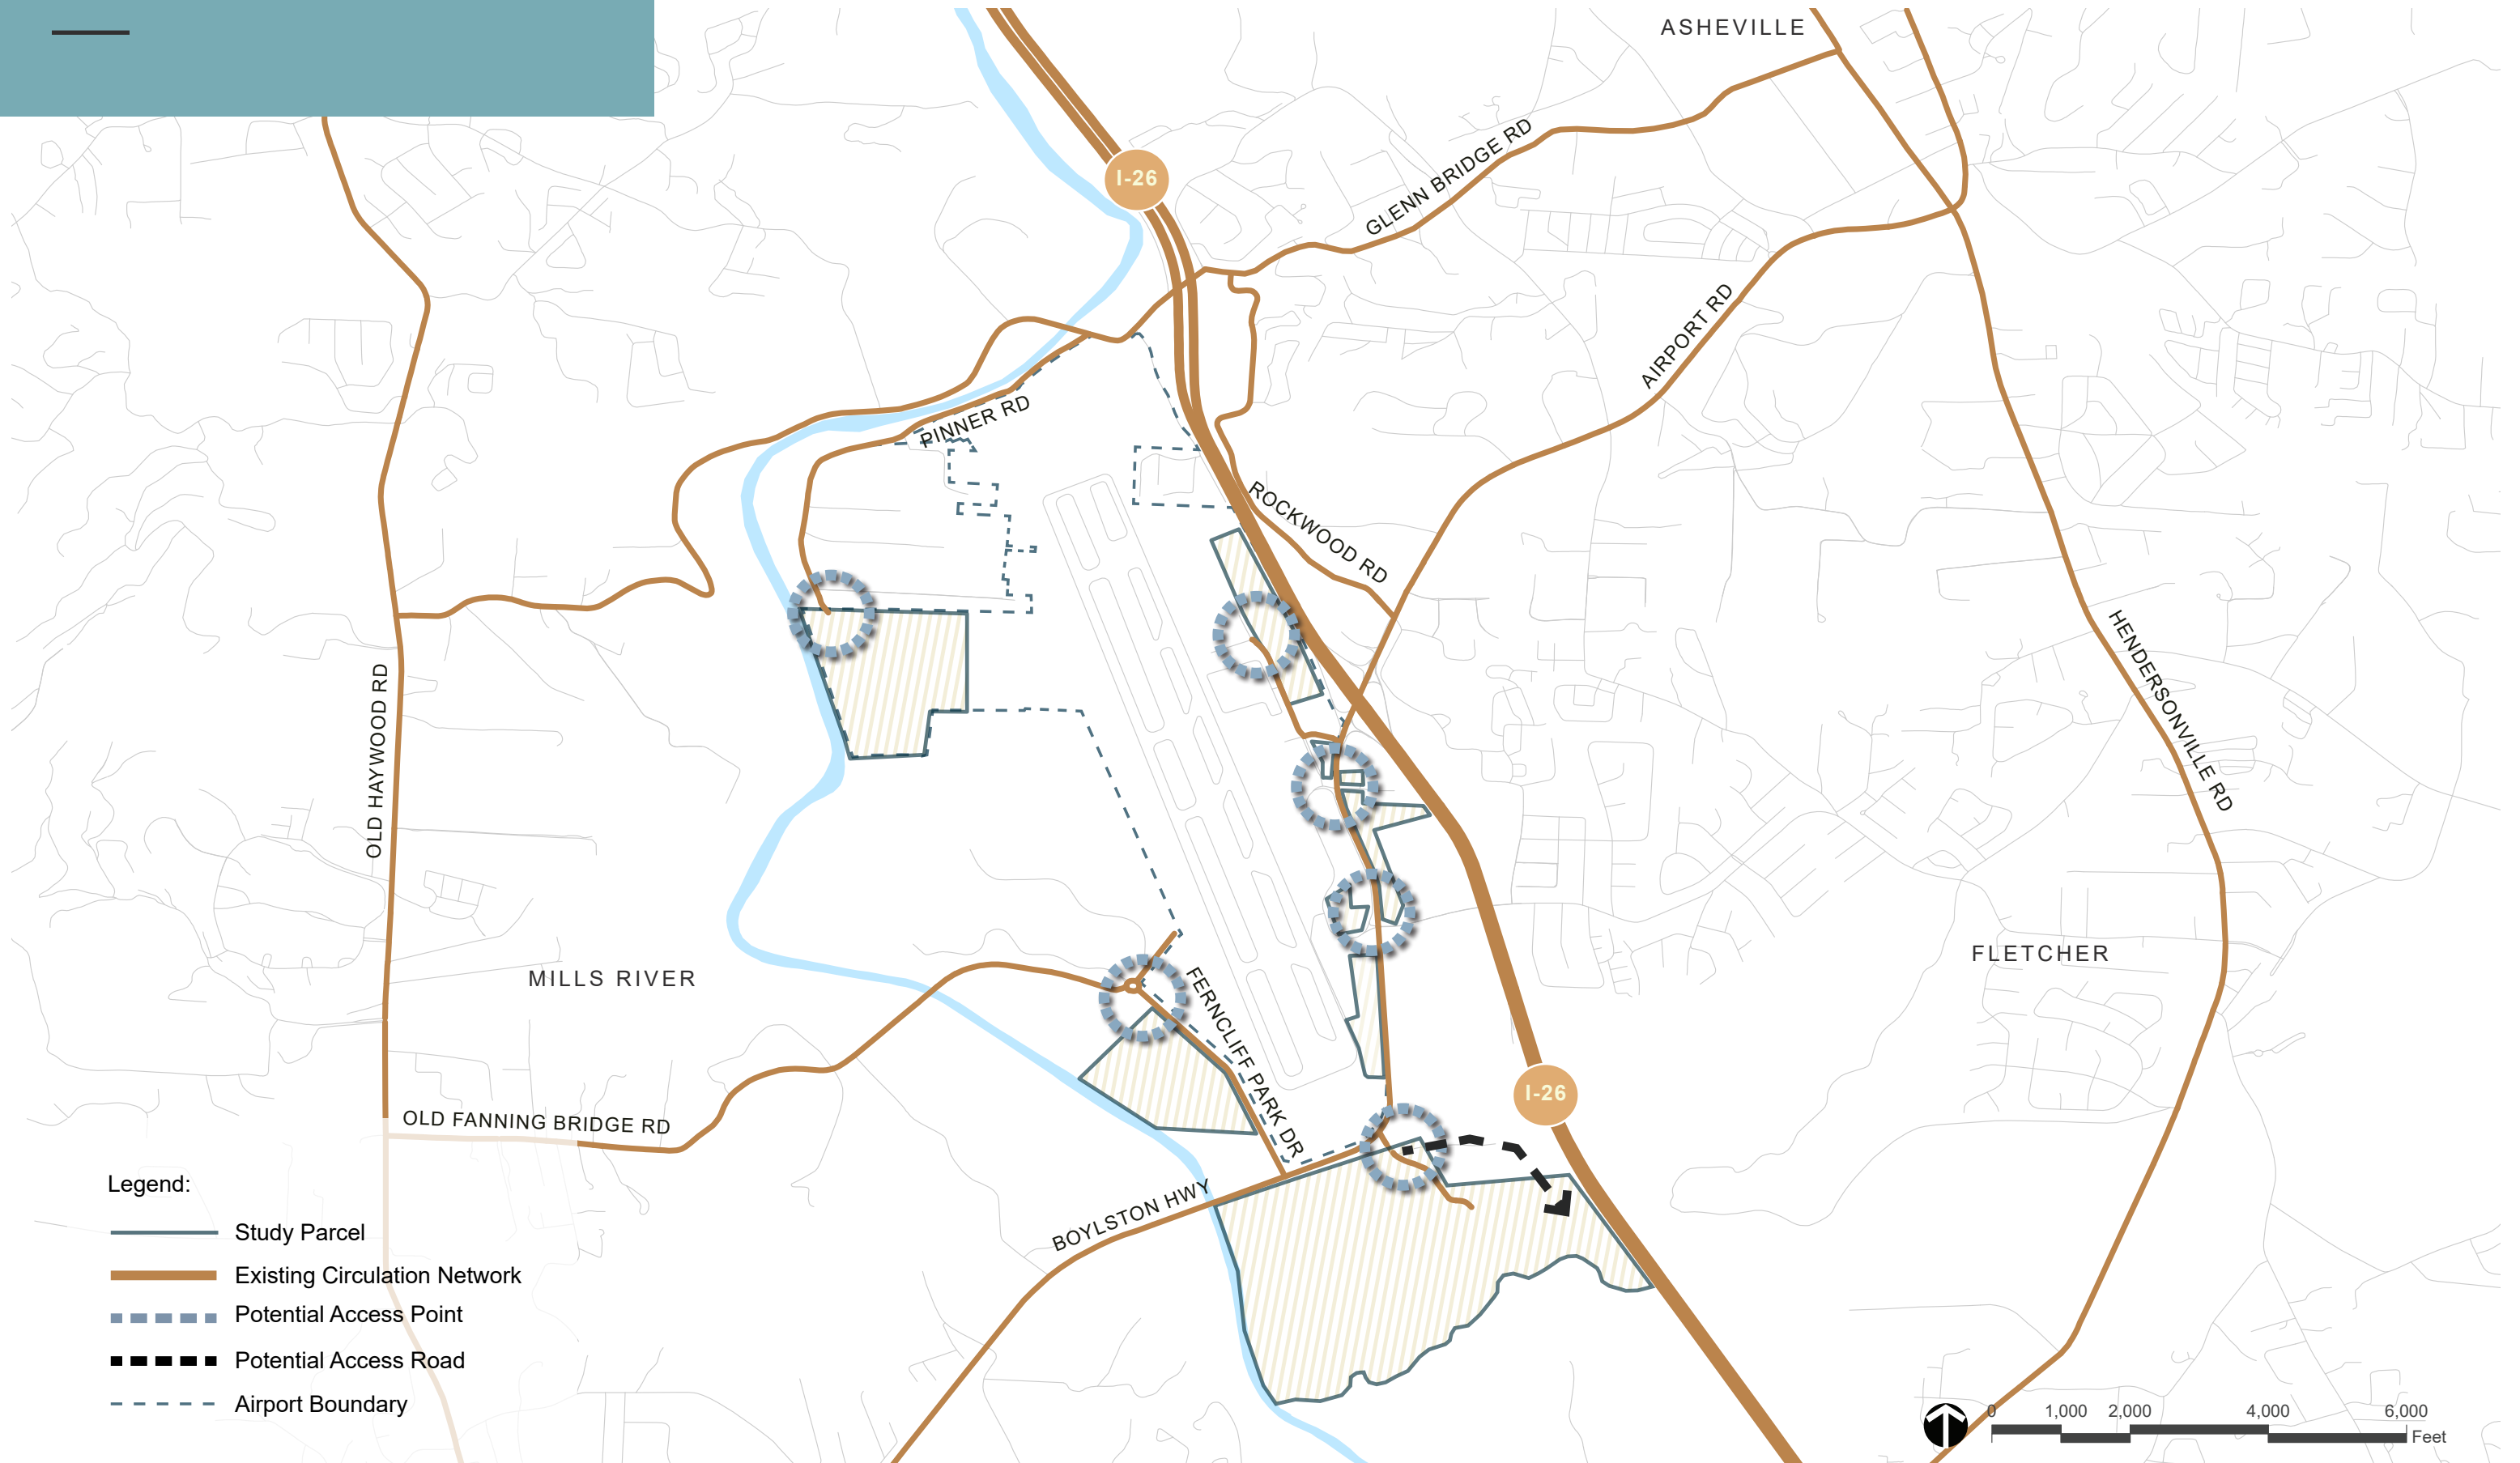 ASHEVILLE
I-26
GLENN BRIDGE RD
AIRPORT RD
PINNER RD
ROCKWOOD RD
HENDERSONVILLE RD
OLD HAYWOOD RD
FLETCHER
MILLS RIVER
FERNCLIFF PARK DR
I-26
OLD FANNING BRIDGE RD
BOYLSTON HWY
Legend:
Study Parcel
Existing Circulation Network
Potential Access Point
Potential Access Road
Airport Boundary
0 1,000 2,000 4,000 6,000
Feet